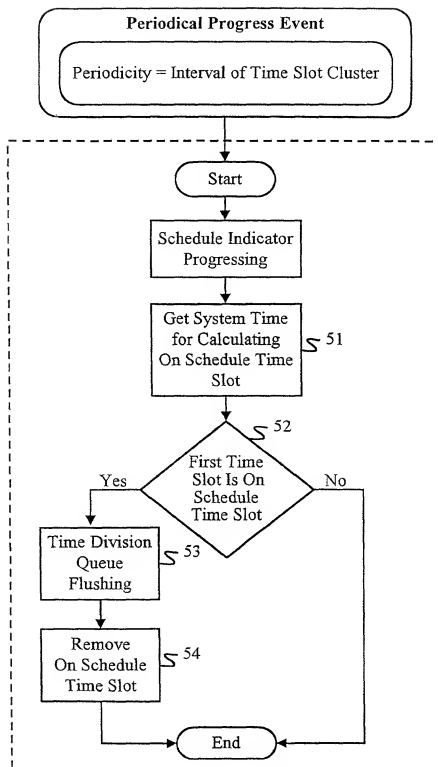 Periodical Progress Event
Periodicity = Interval of Time Slot Cluster
Start
Schedule Indicator
Progressing
Get System Time
for Calculating
On Schedule Time
Slot
51
52
First Time
Slot Is On
Schedule
Time Slot
Yes
No
Time Division
Queue
Flushing
53
Remove
On Schedule
Time Slot
54
End